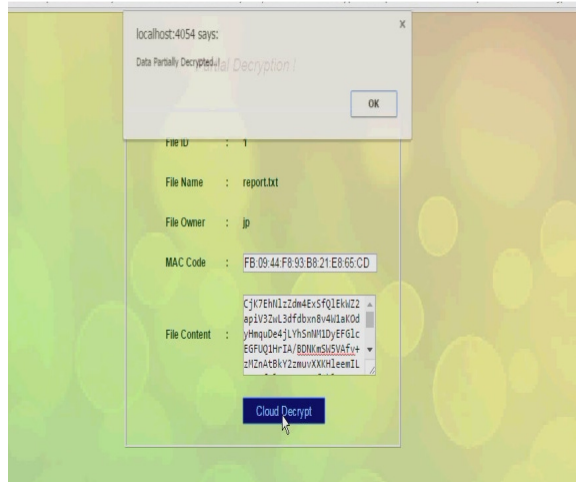 localhost:4054 says:
X
Data Partially Decrypted..!
Partial Decryption !
OK
File ID : 1
File Name : report.txt
File Owner : jp
MAC Code : FB:09:44:F8:93:B8:21:E8:65:CD
CjK7EhNlzZdm4ExSfQlEkWZ2
apiV3ZwL3dfdbxn8v4W1aKOd
yHmquDe4jLYhSnNM1DyEFGlc
File Content : EGFUQ1HrIA/BDNKmSW5VAfv+
zMZnAtBkY2zmuvXXKHleemIL
Cloud Decrypt